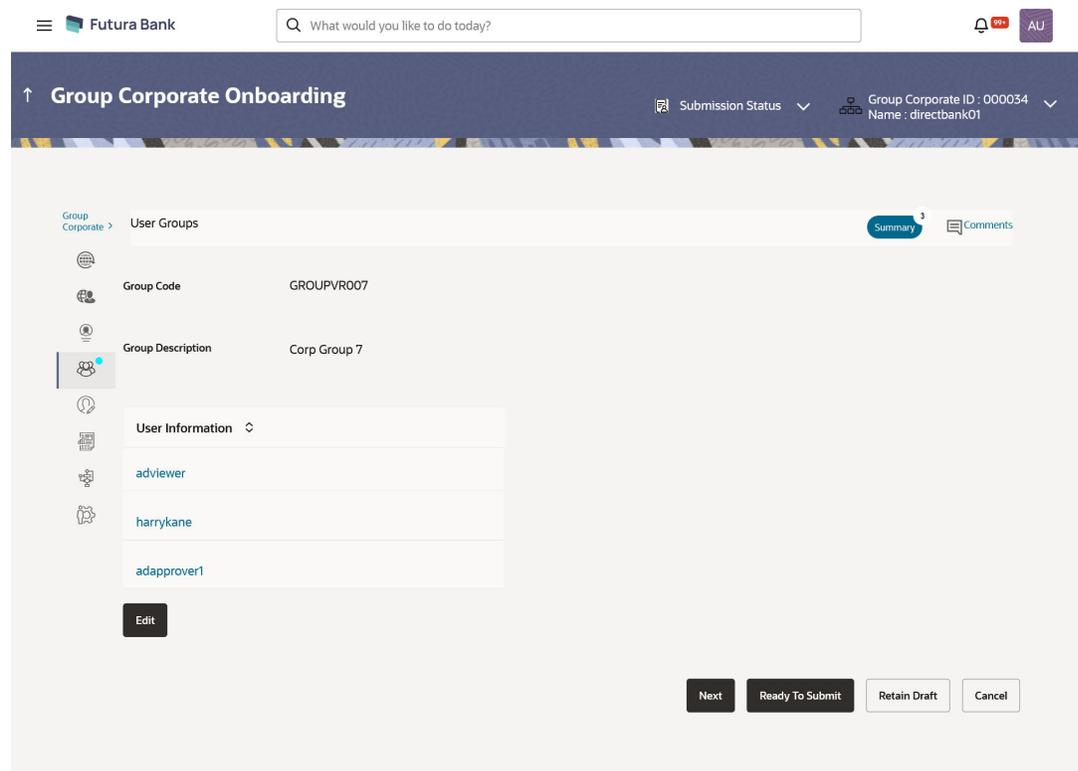 Futura Bank
What would you like to do today?
99+
AU
Group Corporate Onboarding
Submission Status
Group Corporate ID : 000034
Name : directbank01
Group
Corporate
User Groups
Summary
3
Comments
Group Code
GROUPVR007
Group Description
Corp Group 7
User Information
adviewer
harrykane
adapprover1
Edit
Next
Ready To Submit
Retain Draft
Cancel